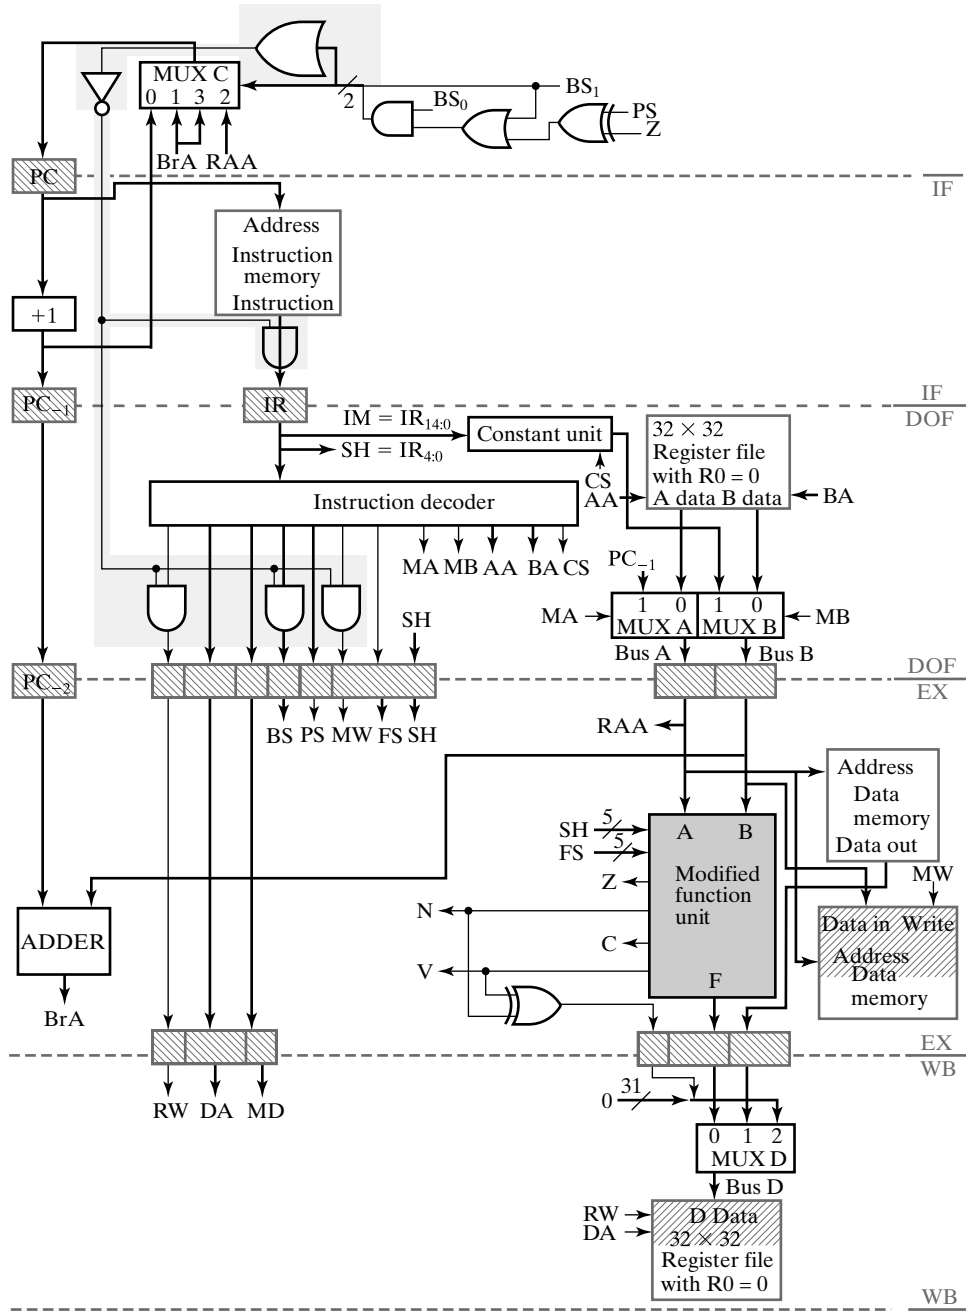 MUX C
0 1 3 2
BrA RAA
2
BS0
BS1
PS
Z
PC
IF
Address
Instruction
memory
Instruction
+1
PC−1
IR
IF
DOF
IM = IR14:0
SH = IR4:0
Constant unit
CS
32 × 32
Register file
with R0 = 0
A data B data
AA
BA
Instruction decoder
MA MB AA BA CS
PC−1
MA
1 0 1 0
MUX A MUX B
MB
SH
Bus A
Bus B
PC−2
DOF
EX
BS PS MW FS SH
RAA
Address
Data
memory
Data out
SH 5
FS 5
A B
Modified
function
unit
Z
N
C
V
F
MW
Data in Write
Address
Data
memory
ADDER
BrA
EX
WB
RW DA MD
0 31
0 1 2
MUX D
Bus D
RW
DA
D Data
32 × 32
Register file
with R0 = 0
WB